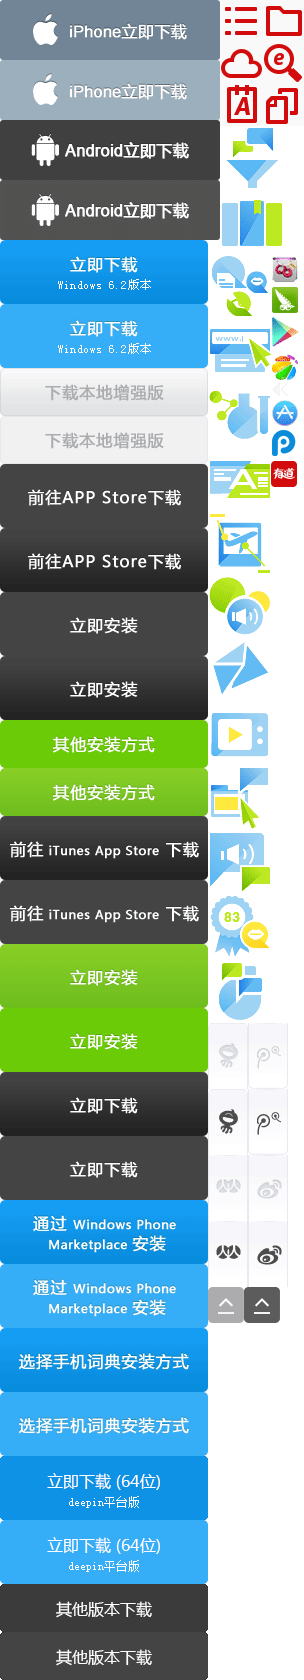 iPhone立即下载
iPhone立即下载
Android立即下载
Android立即下载
立即下载
Windows 6.2版本
立即下载
Windows 6.2版本
下载本地增强版
下载本地增强版
前往APP Store下载
前往APP Store下载
立即安装
立即安装
其他安装方式
其他安装方式
前往 iTunes App Store 下载
前往 iTunes App Store 下载
立即安装
立即安装
立即下载
立即下载
通过 Windows Phone
Marketplace 安装
通过 Windows Phone
Marketplace 安装
选择手机词典安装方式
选择手机词典安装方式
立即下载 (64位)
deepin平台版
立即下载 (64位)
deepin平台版
其他版本下载
其他版本下载
e
A
www.
有道
A
83